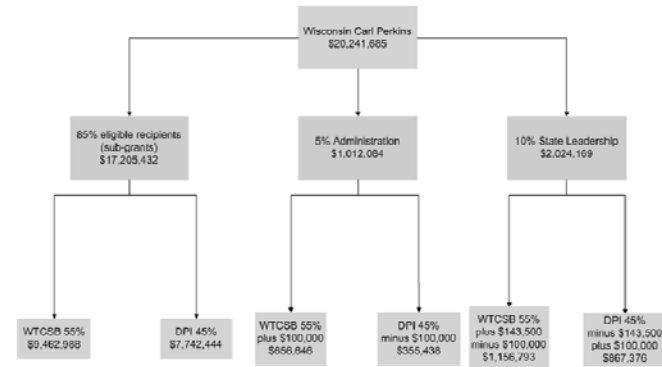 Wisconsin Carl Perkins
$20,241,685
85% eligible recipients
(sub-grants)
$17,205,432
5% Administration
$1,012,084
10% State Leadership
$2,024,169
WTCSB 55%
$9,462,988
DPI 45%
$7,742,444
WTCSB 55%
plus $100,000
$656,646
DPI 45%
minus $100,000
$355,438
WTCSB 55%
plus $143,500
minus $100,000
$1,156,793
DPI 45%
minus $143,500
plus $100,000
$867,376